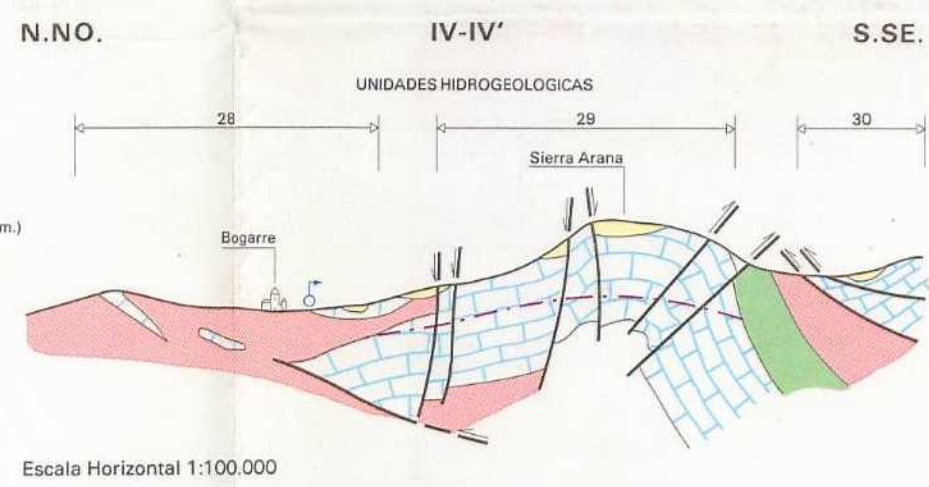 N.NO.
IV-IV'
S.SE.
UNIDADES HIDROGEOLOGICAS
28
29
30
Sierra Arana
m.)
Bogarre
Escala Horizontal 1:100.000